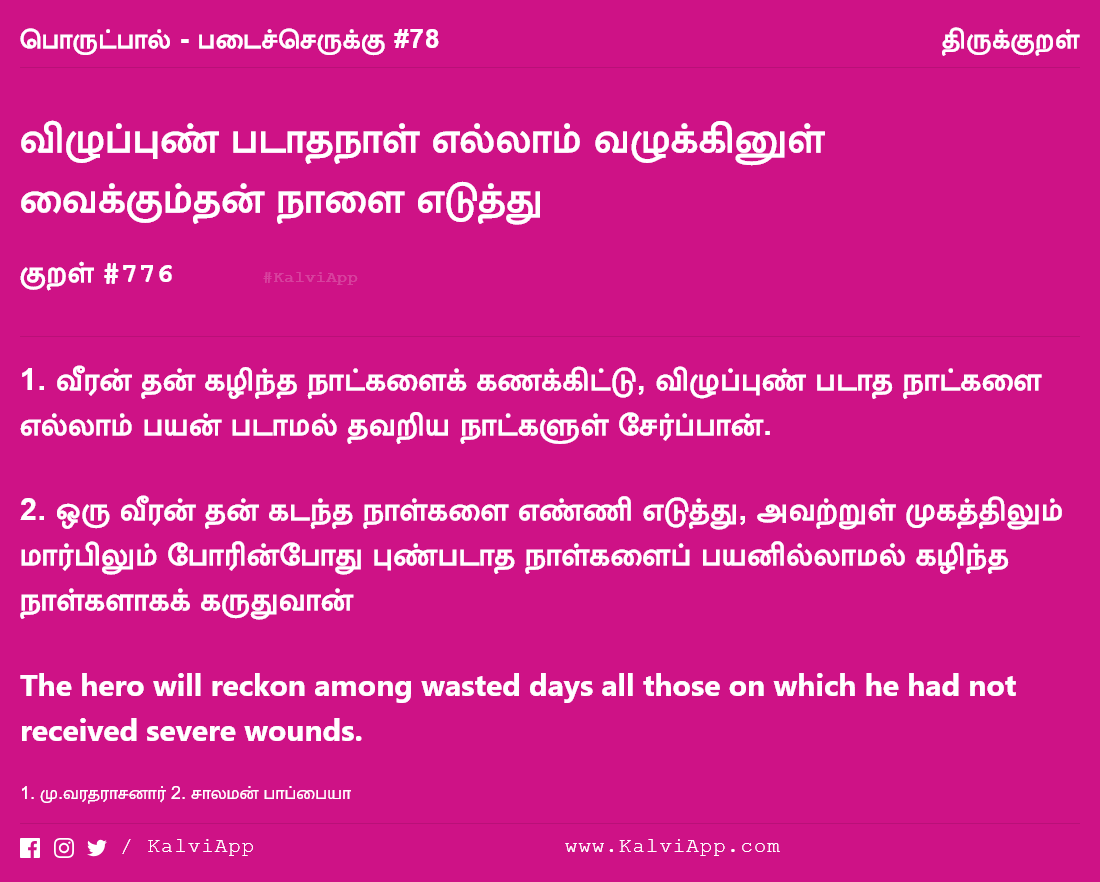 பொருட்பால் - படைச்செருக்கு #78
திருக்குறள்
விழுப்புண் படாதநாள் எல்லாம் வழுக்கினுள்
வைக்கும்தன் நாளை எடுத்து
குறள் #776
#KalviApp
1. வீரன் தன் கழிந்த நாட்களைக் கணக்கிட்டு, விழுப்புண் படாத நாட்களை
எல்லாம் பயன் படாமல் தவறிய நாட்களுள் சேர்ப்பான்.
2. ஒரு வீரன் தன் கடந்த நாள்களை எண்ணி எடுத்து, அவற்றுள் முகத்திலும்
மார்பிலும் போரின்போது புண்படாத நாள்களைப் பயனில்லாமல் கழிந்த
நாள்களாகக் கருதுவான்
The hero will reckon among wasted days all those on which he had not
received severe wounds.
1. மு.வரதராசனார் 2. சாலமன் பாப்பையா
/ KalviApp
www.KalviApp.com